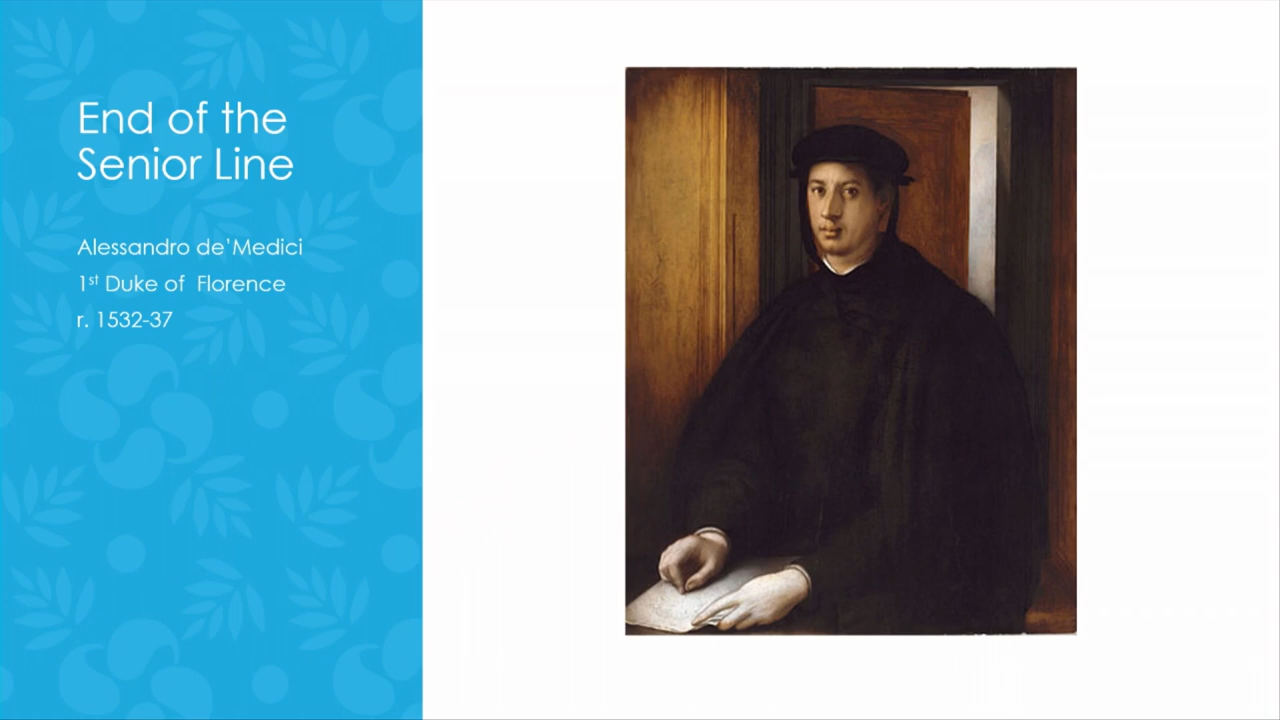 End of the
Senior Line
Alessandro de'Medici
1st Duke of  Florence
r. 1532-37